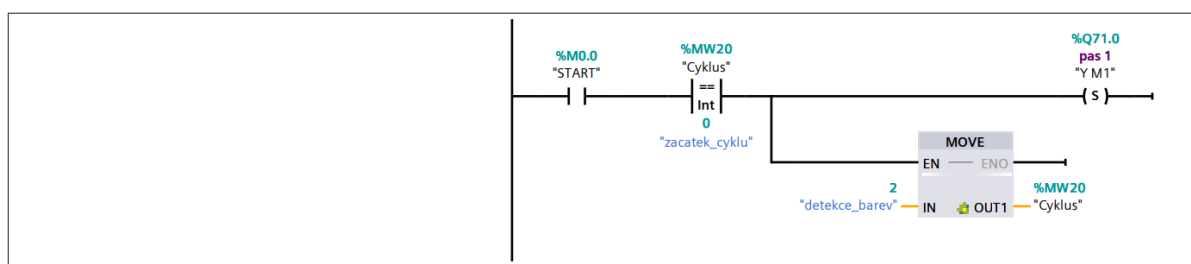 %Q71.0
%M0.0
%MW20
pas 1
"START"
"Cyklus"
"Y M1"
==
S
Int
0
"zacatek_cyklu"
MOVE
EN ENO
2
%MW20
"detekce_barev" IN OUT1 "Cyklus"